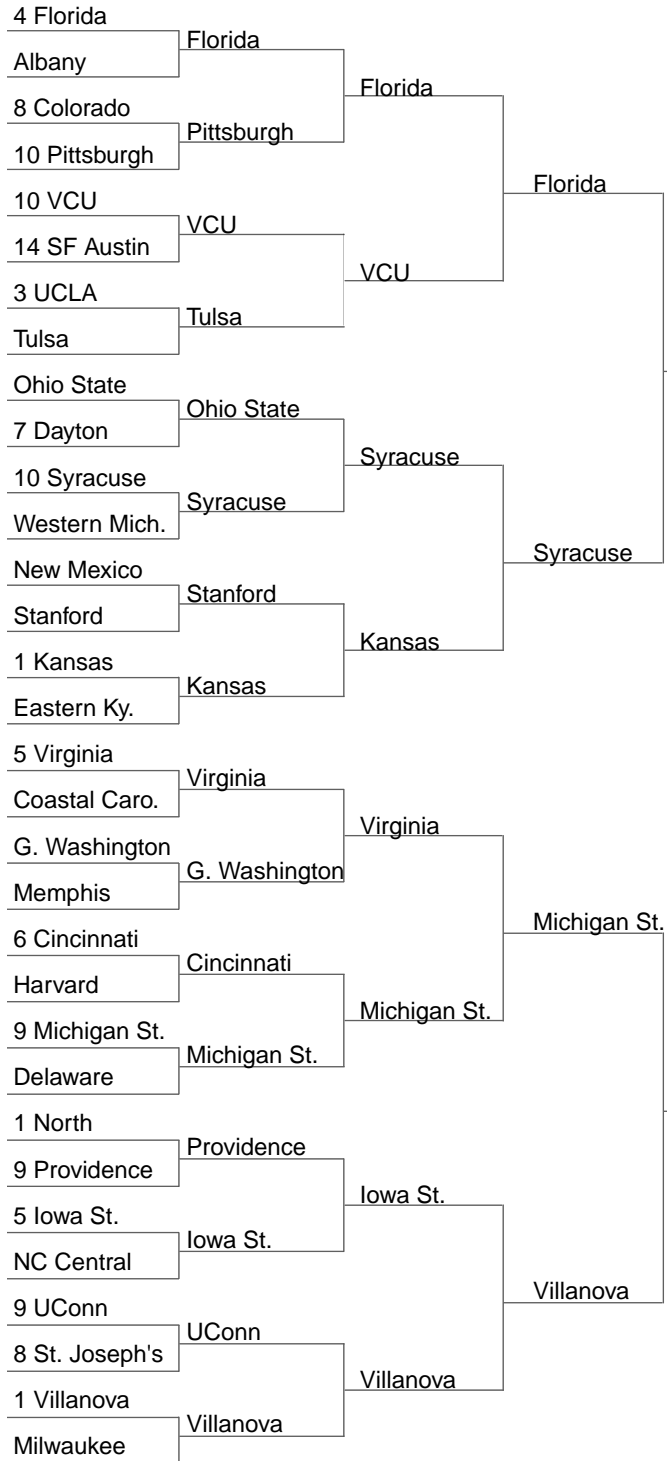 4 Florida
Albany
8 Colorado
10 Pittsburgh
10 VCU
14 SF Austin
3 UCLA
Tulsa
Ohio State
7 Dayton
10 Syracuse
Western Mich.
New Mexico
Stanford
1 Kansas
Eastern Ky.
5 Virginia
Coastal Caro.
G. Washington
Memphis
6 Cincinnati
Harvard
9 Michigan St.
Delaware
1 North
9 Providence
5 Iowa St.
NC Central
9 UConn
8 St. Joseph's
1 Villanova
Milwaukee
Florida
Pittsburgh
VCU
Tulsa
Ohio State
Syracuse
Stanford
Kansas
Virginia
G. Washington
Cincinnati
Michigan St.
Providence
Iowa St.
UConn
Villanova
Florida
VCU
Syracuse
Kansas
Virginia
Michigan St.
Iowa St.
Villanova
Florida
Syracuse
Michigan St.
Villanova